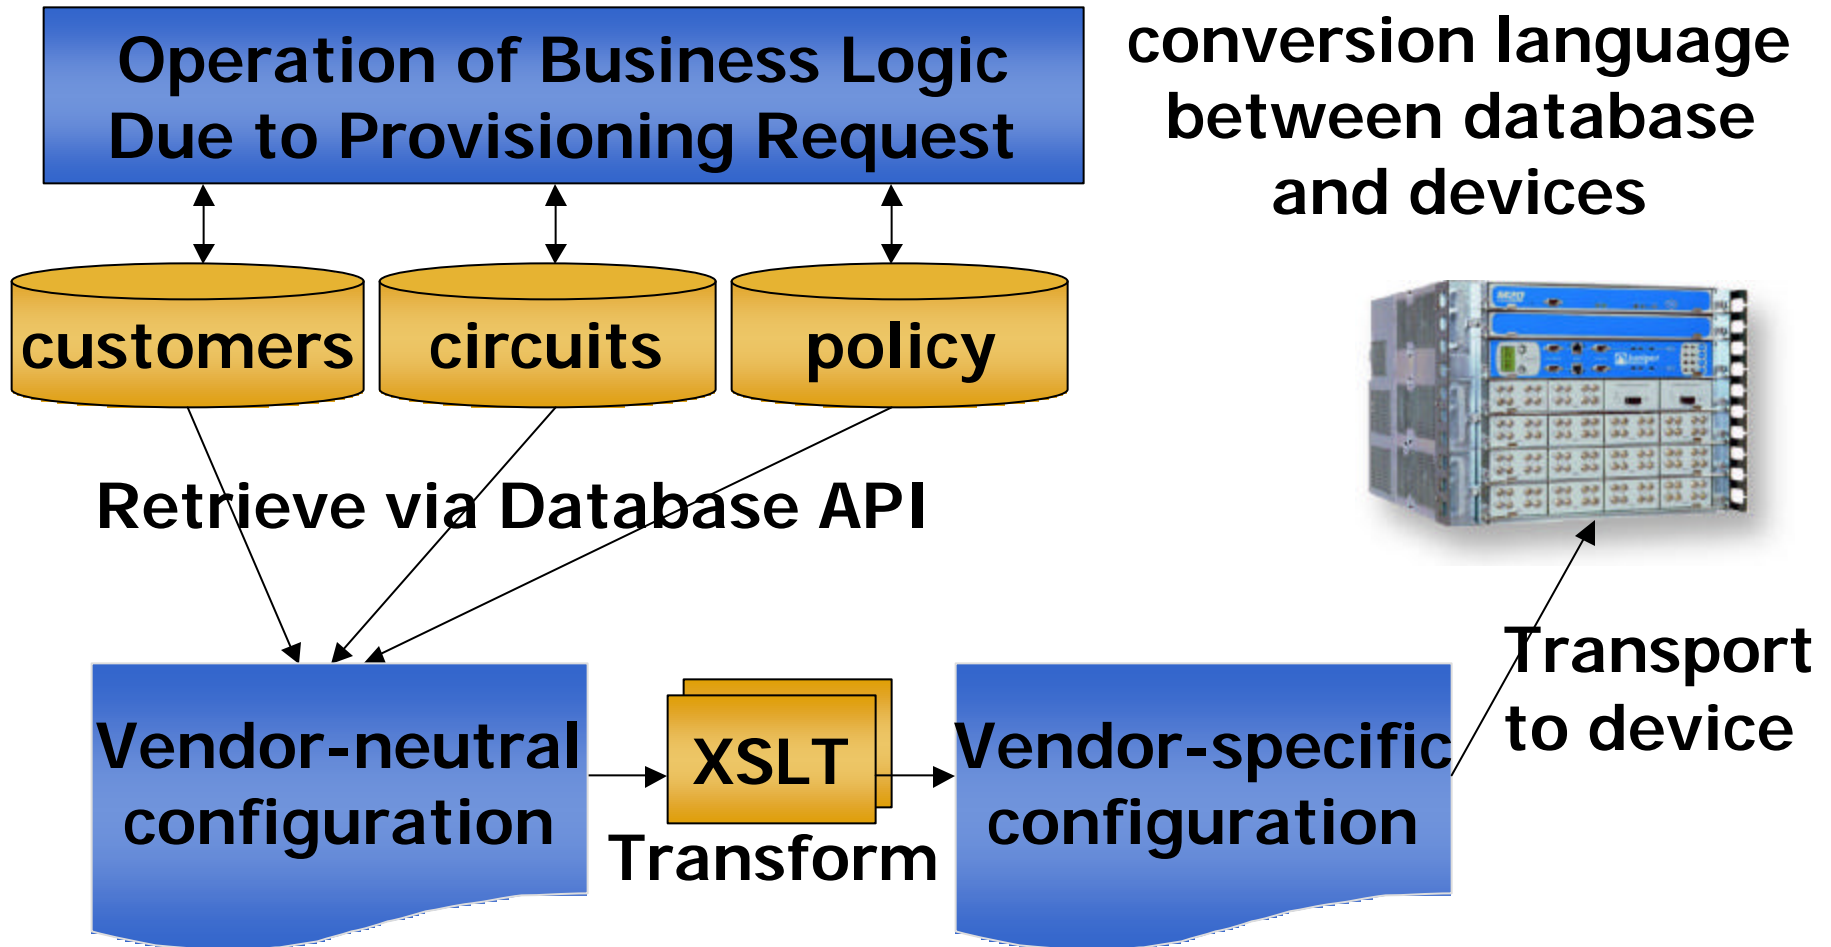 Operation of Business Logic
Due to Provisioning Request
conversion language
between database
and devices
customers
circuits
policy
Retrieve via Database API
Vendor-neutral
configuration
XSLT
Transform
Vendor-specific
configuration
Transport
to device